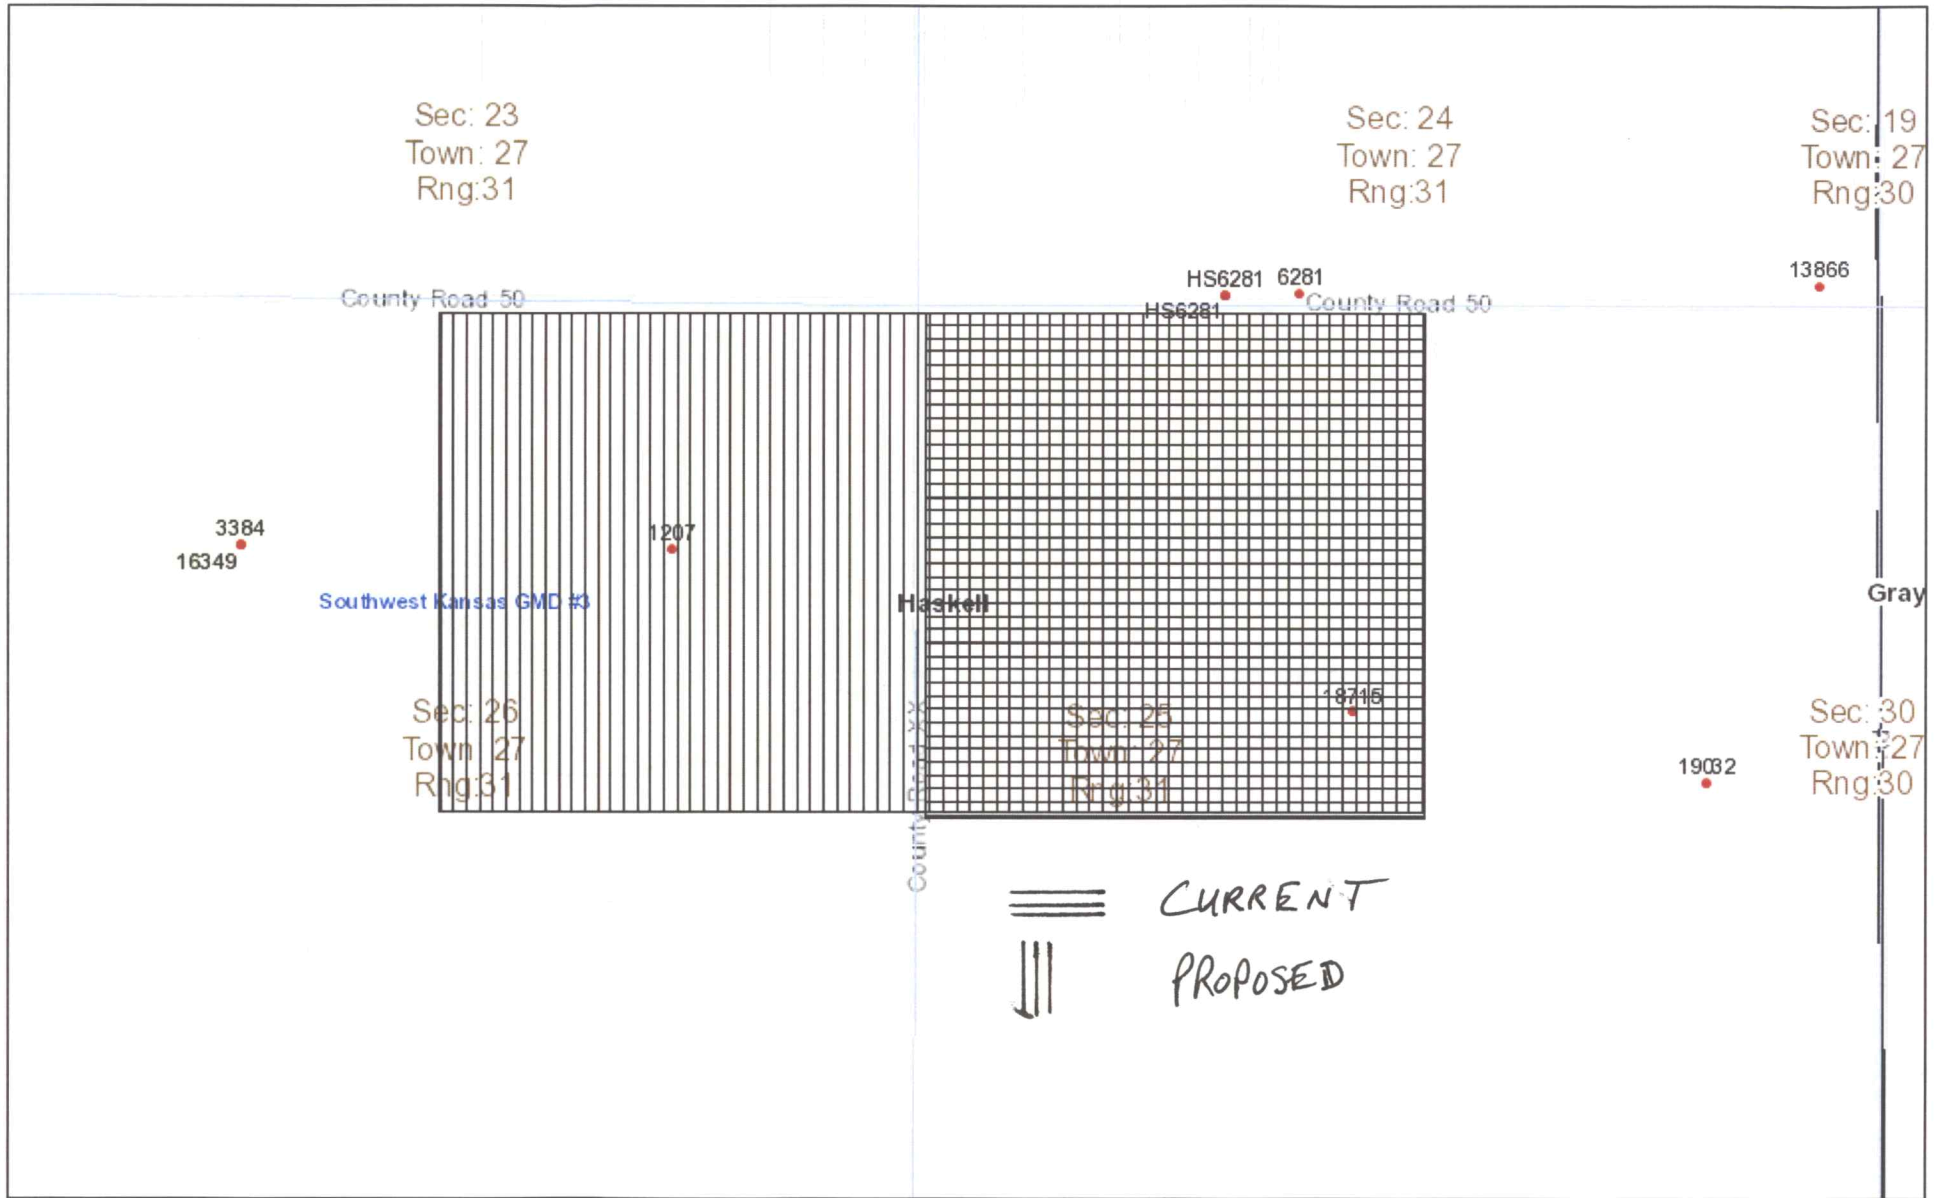 Sec: 23
Town: 27
Rng:31
Sec: 24
Town: 27
Rng:31
Sec: 19
Town: 27
Rng:30
County Road 50
HS6281
6281
HS6281
County Road 50
13866
3384
16349
1207
Southwest Kansas GMD #3
Haskell
Gray
Sec: 26
Town: 27
Rng:31
Sec: 25
Town: 27
Rng:31
18715
19032
Sec: 30
Town: 27
Rng:30
County
CURRENT
PROPOSED